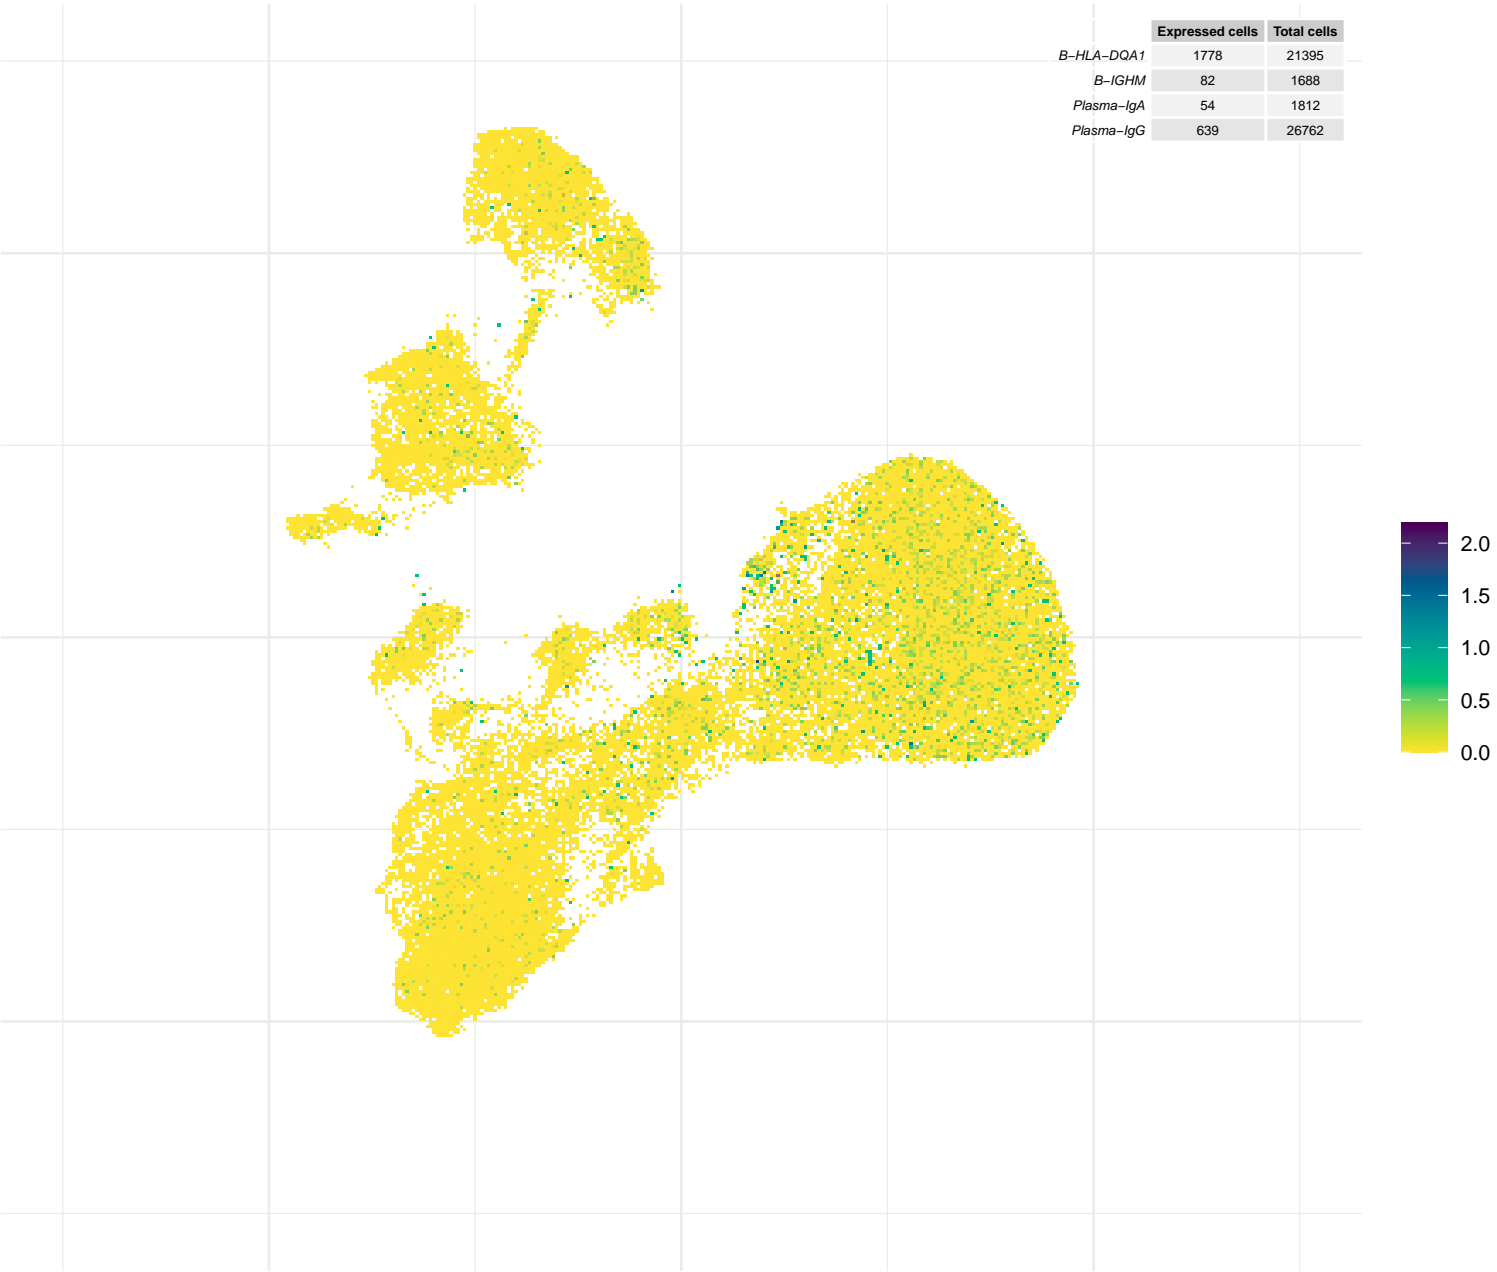 Expressed cells Total cells
B−HLA−DQA1 1778 21395
B−IGHM 82 1688
Plasma−IgA 54 1812
Plasma−IgG 639 26762
2.0
1.5
1.0
0.5
0.0